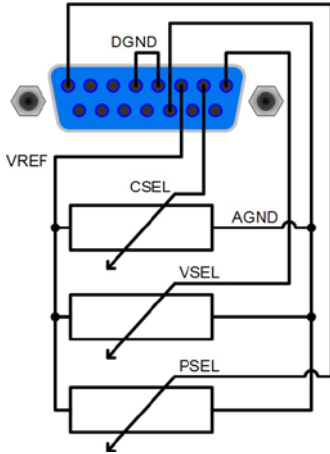 DGND
VREF
CSEL
AGND
VSEL
PSEL